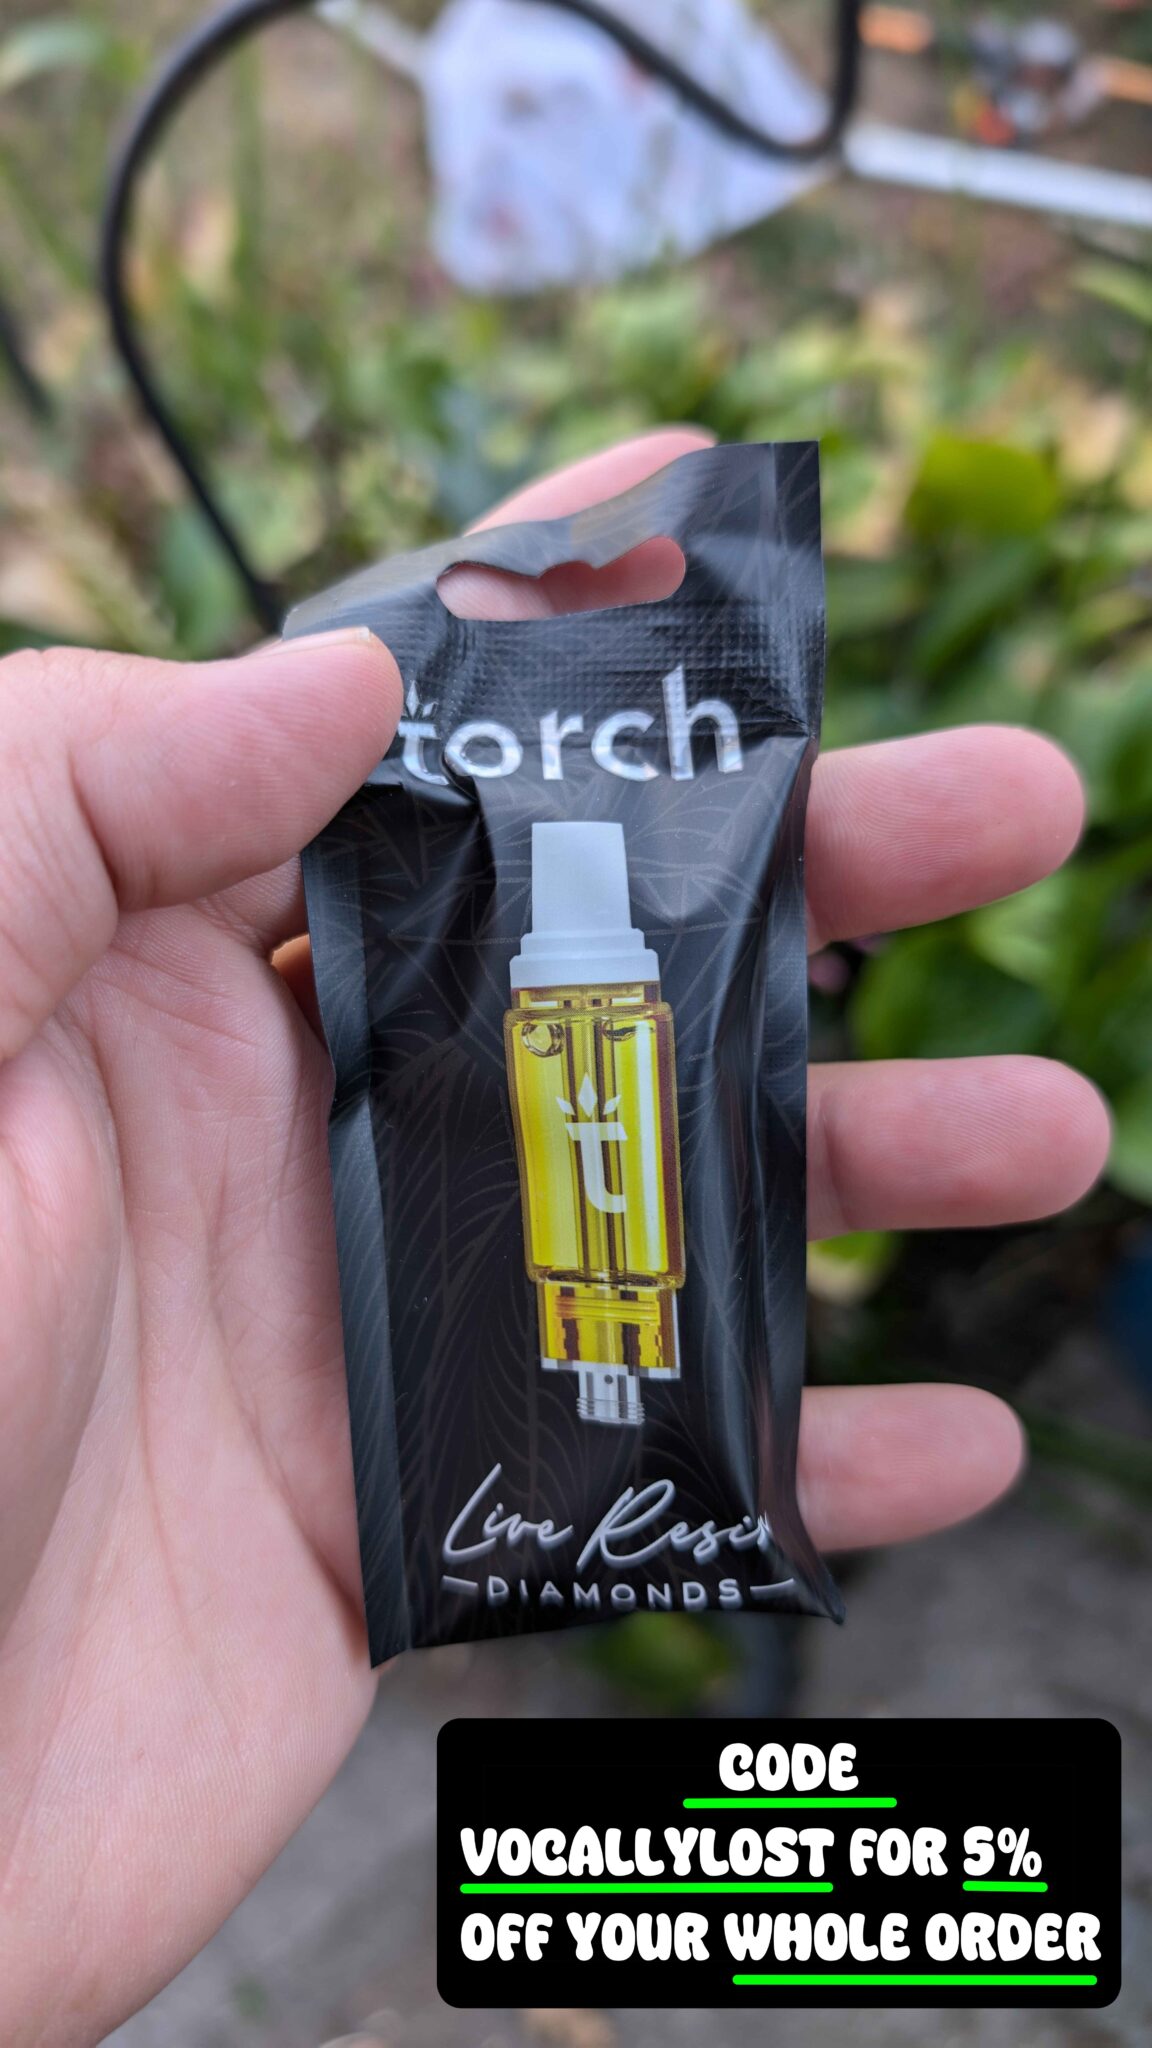 torch
t
Live Resin
DIAMONDS
CODE
VOCALLYLOST FOR 5%
OFF YOUR WHOLE ORDER